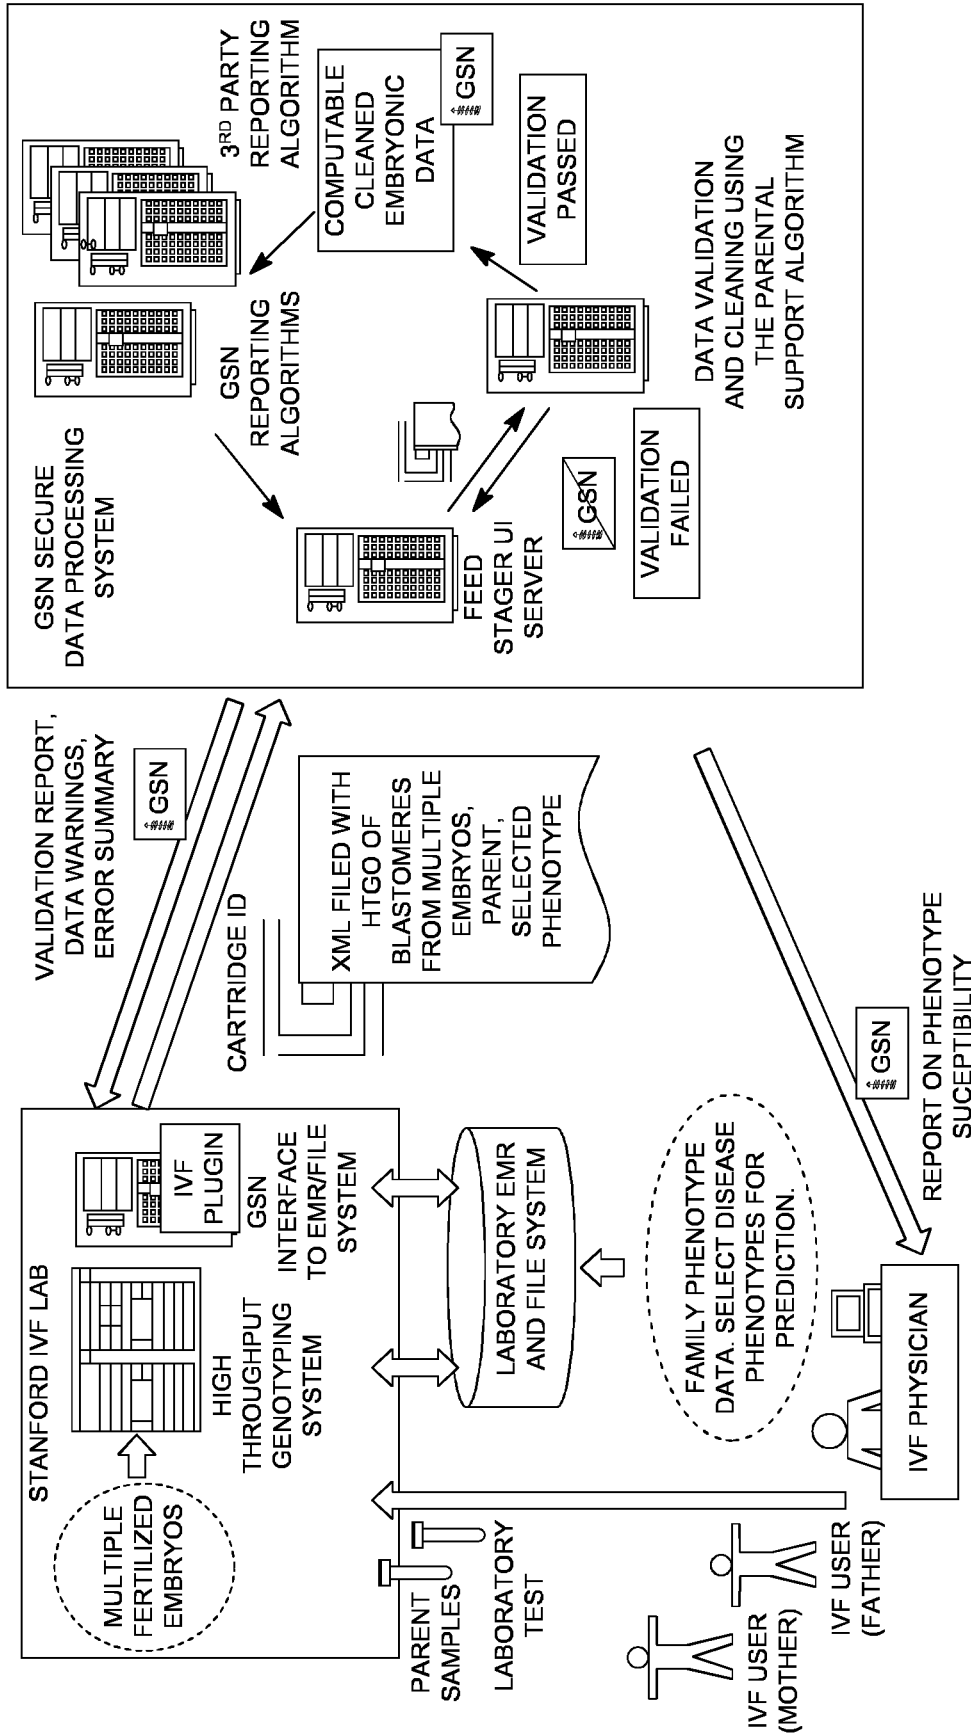 STANFORD IVF LAB
MULTIPLE
FERTILIZED
EMBRYOS
HIGH
THROUGHPUT
GENOTYPING
SYSTEM
IVF
PLUGIN
GSN
INTERFACE
TO EMR/FILE
SYSTEM
PARENT
SAMPLES
LABORATORY
TEST
LABORATORY EMR
AND FILE SYSTEM
FAMILY PHENOTYPE
DATA. SELECT DISEASE
PHENOTYPES FOR
PREDICTION.
IVF USER
(MOTHER)
IVF USER
(FATHER)
IVF PHYSICIAN
VALIDATION REPORT,
DATA WARNINGS,
ERROR SUMMARY
GSN
CARTRIDGE ID
XML FILED WITH
HTGO OF
BLASTOMERES
FROM MULTIPLE
EMBRYOS,
PARENT,
SELECTED
PHENOTYPE
GSN
REPORT ON PHENOTYPE
SUCEPTIBILITY
GSN SECURE
DATA PROCESSING
SYSTEM
GSN
REPORTING
ALGORITHMS
3RD PARTY
REPORTING
ALGORITHM
COMPUTABLE
CLEANED
EMBRYONIC
DATA
GSN
FEED
STAGER UI
SERVER
GSN
VALIDATION
FAILED
VALIDATION
PASSED
DATA VALIDATION
AND CLEANING USING
THE PARENTAL
SUPPORT ALGORITHM